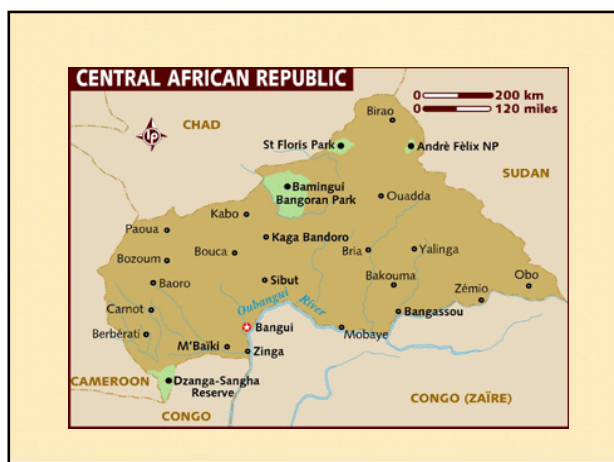 CENTRAL AFRICAN REPUBLIC
0 200 km
0 120 miles
Birao
CHAD
LP
St Floris Park
Andrè Fèlix NP
SUDAN
Bamingui
Bangoran Park
Ouadda
Kabo
Paoua
Kaga Bandoro
Bouca
Bria
Yalinga
Bozoum
Baoro
Sibut
Bakouma
Obo
Zémio
Carnot
Oubangui River
Bangassou
Bangui
Mobaye
Berbérati
M'Baïki
Zinga
CAMEROON
Dzanga-Sangha
Reserve
CONGO
CONGO (ZAÏRE)